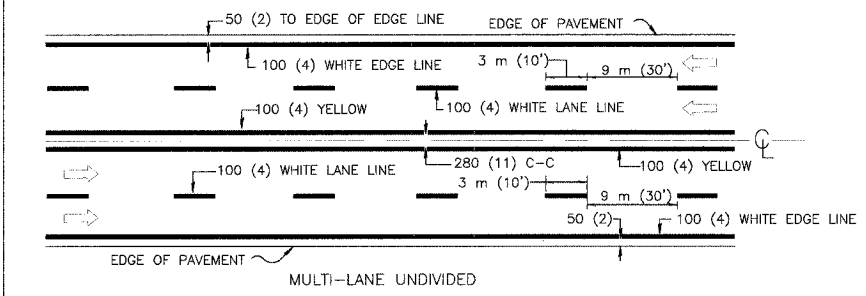 50 (2) TO EDGE OF EDGE LINE
EDGE OF PAVEMENT
100 (4) WHITE EDGE LINE
3 m (10')
9 m (30')
100 (4) YELLOW
100 (4) WHITE LANE LINE
℄
100 (4) WHITE LANE LINE
280 (11) C-C
100 (4) YELLOW
3 m (10')
9 m (30')
50 (2)
100 (4) WHITE EDGE LINE
EDGE OF PAVEMENT
MULTI-LANE UNDIVIDED